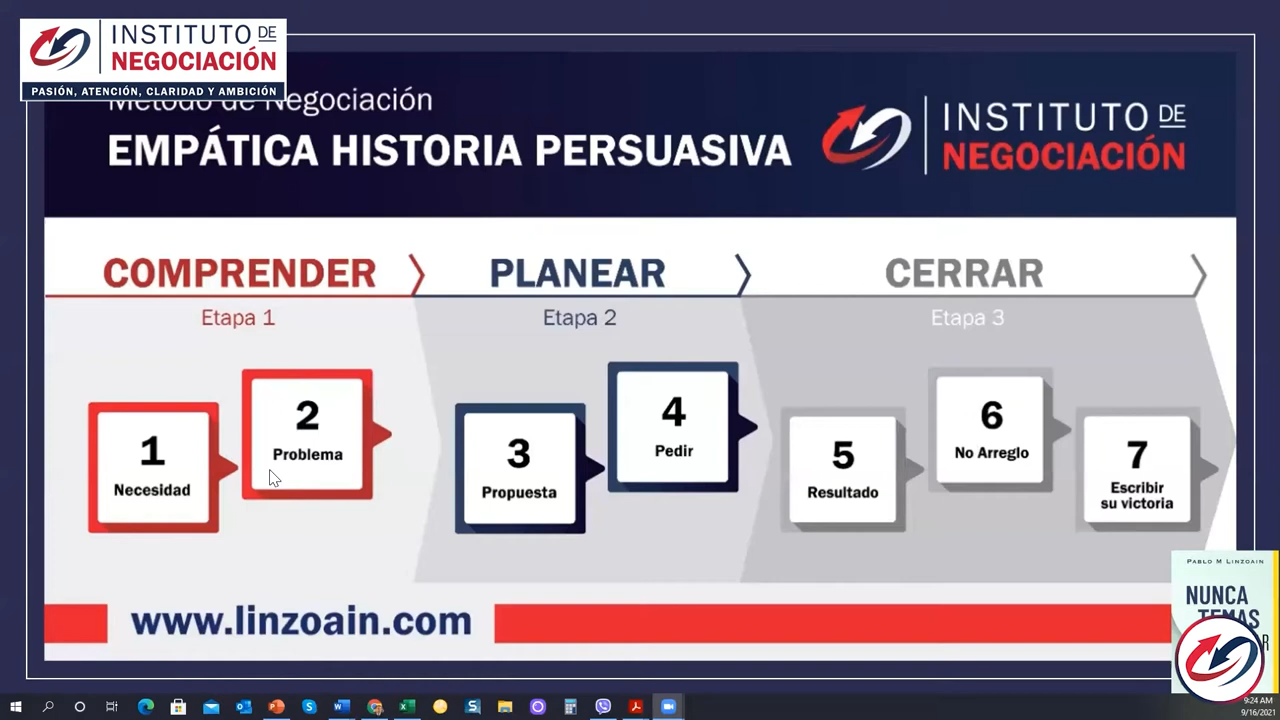 INSTITUTO DE
NEGOCIACIÓN
PASIÓN, ATENCIÓN, CLARIDAD Y AMBICIÓN
Método de Negociación
EMPÁTICA HISTORIA PERSUASIVA
INSTITUTO DE
NEGOCIACIÓN
COMPRENDER
PLANEAR
CERRAR
Etapa 1
Etapa 2
Etapa 3
1
Necesidad
2
Problema
3
Propuesta
4
Pedir
5
Resultado
6
No Arreglo
7
Escribir
su victoria
www.linzoain.com
PABLO M LINZOAIN
NUNCA
TEMAS
9:24 AM
9/16/2021